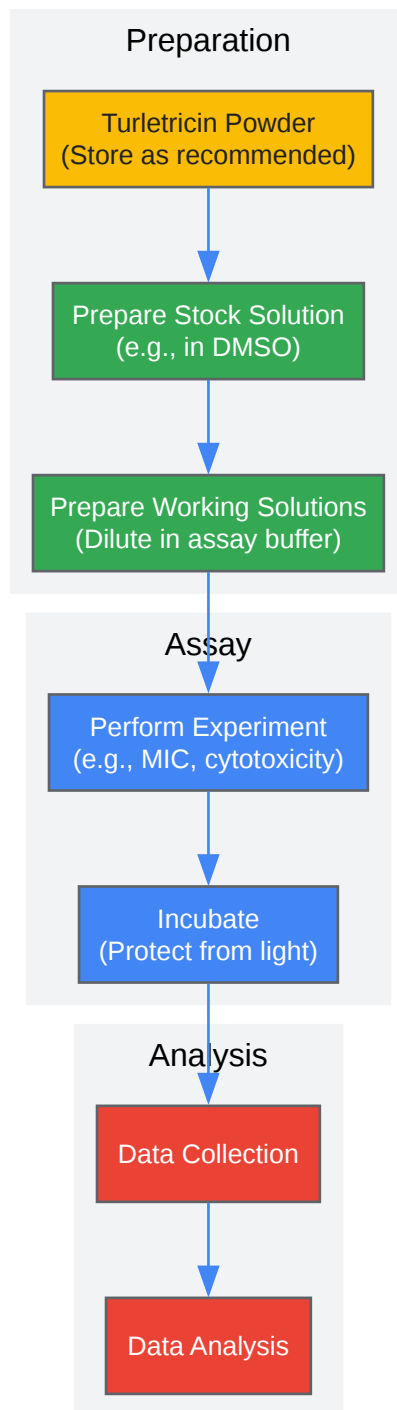 Preparation
Turletricin Powder
(Store as recommended)
Prepare Stock Solution
(e.g., in DMSO)
Prepare Working Solutions
(Dilute in assay buffer)
Assay
Perform Experiment
(e.g., MIC, cytotoxicity)
Incubate
(Protect from light)
Analysis
Data Collection
Data Analysis